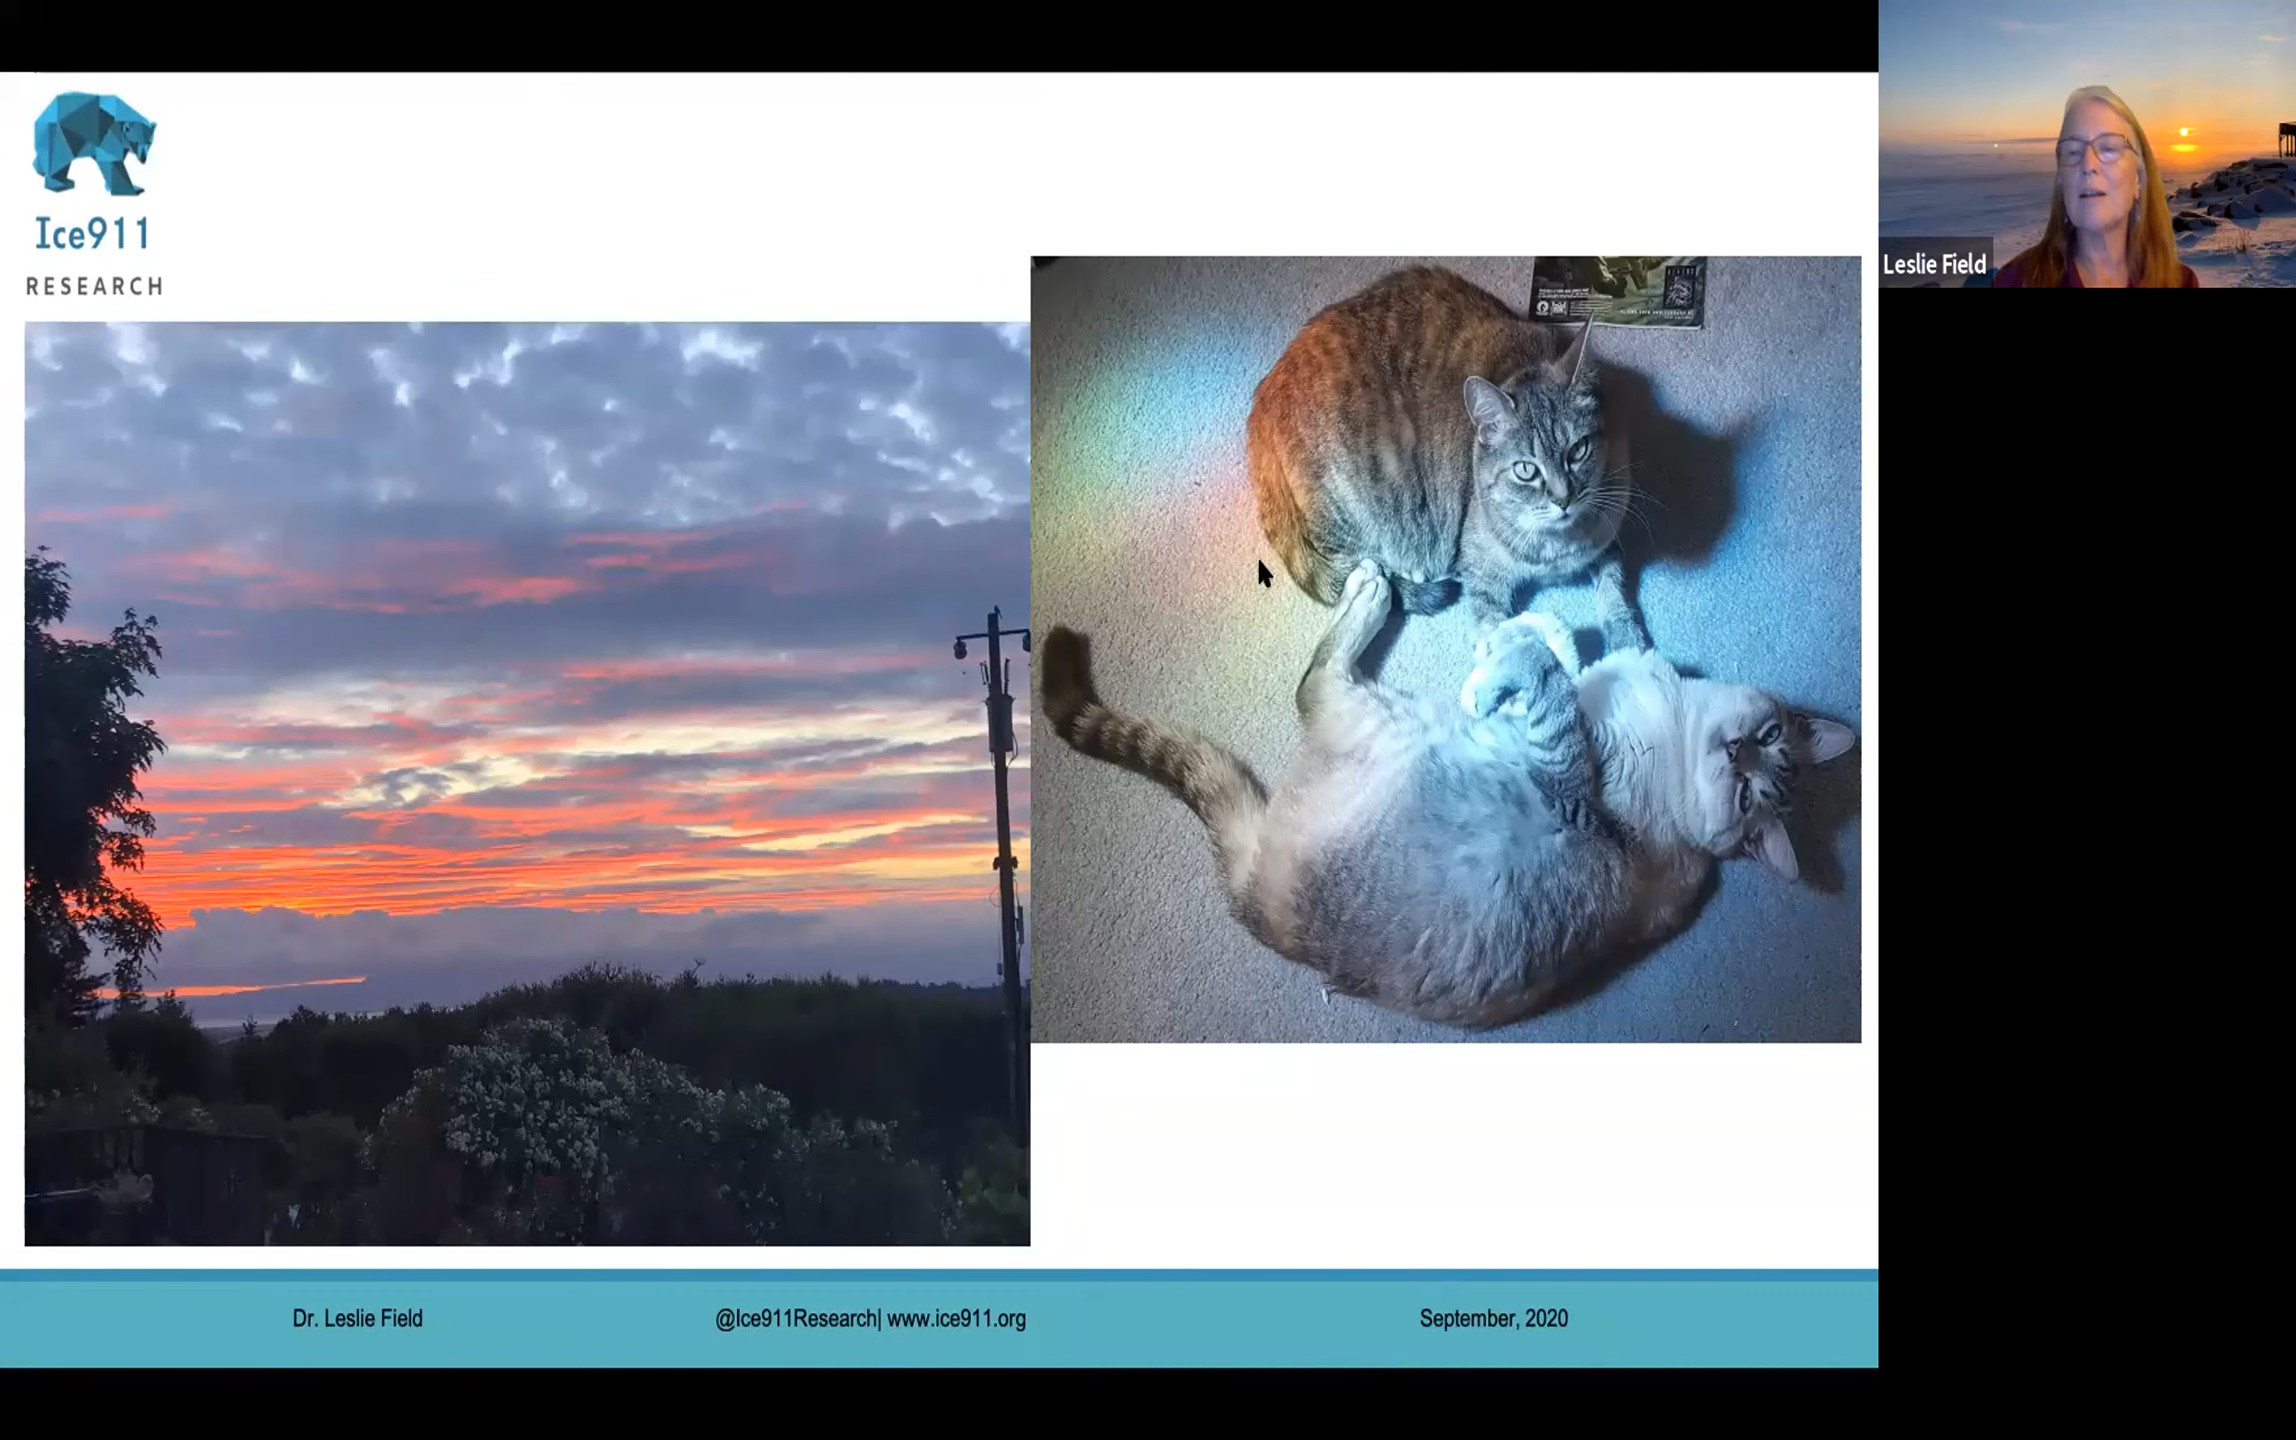 Ice911
RESEARCH
Leslie Field
Dr. Leslie Field
@Ice911Research| www.ice911.org
September, 2020